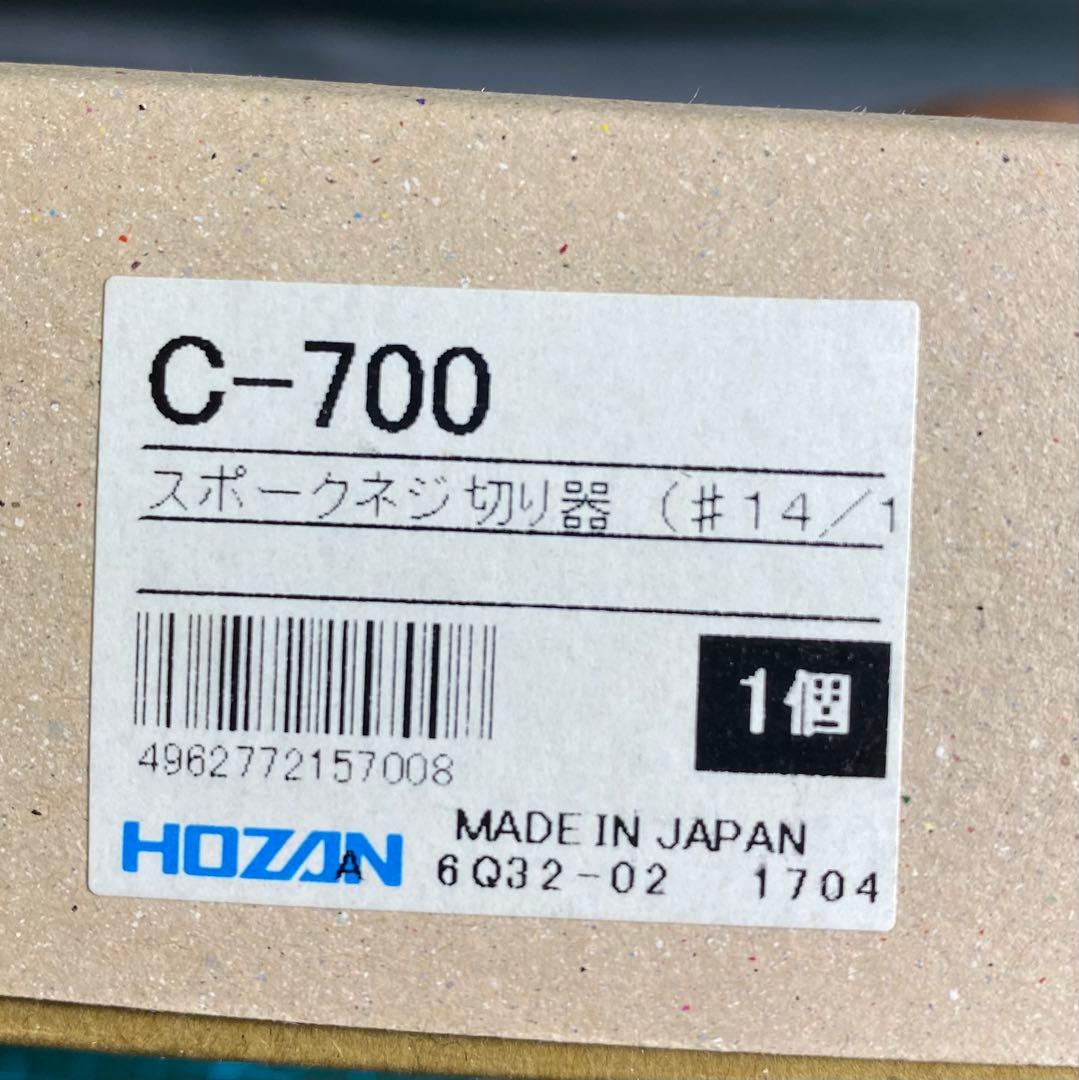 C-700
スポークネジ切り器 (#14/1
4962772157008
1個
HOZAN MADE IN JAPAN
A 6Q32-02 1704